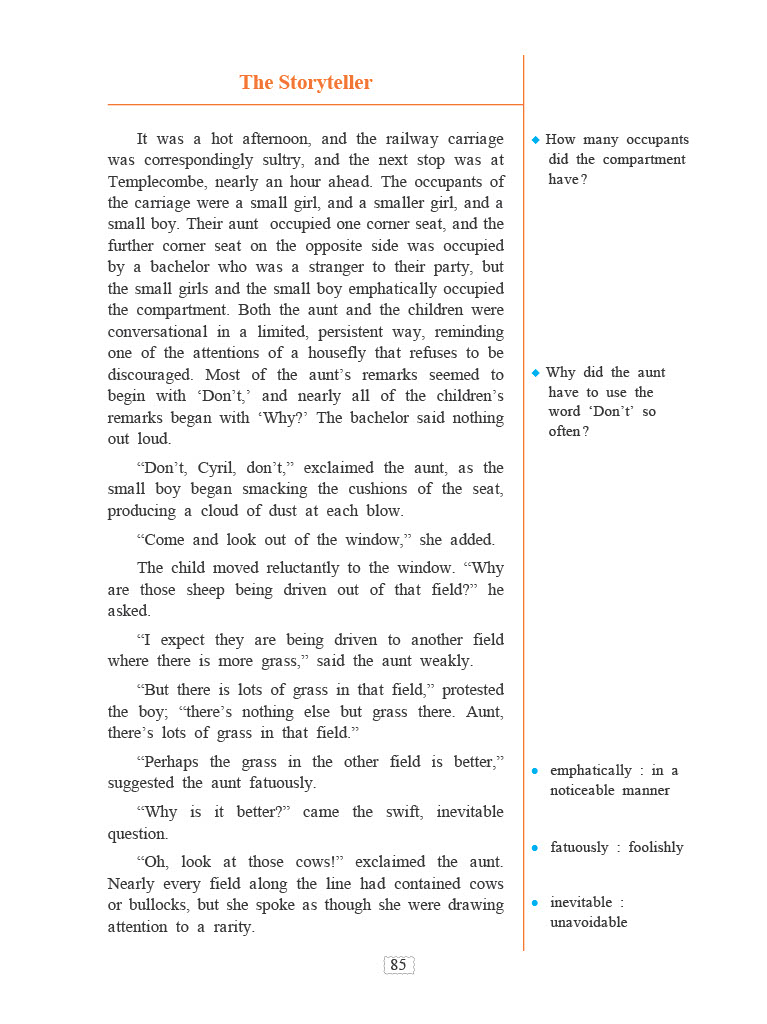 The Storyteller
It was a hot afternoon, and the railway carriage
was correspondingly sultry, and the next stop was at
Templecombe, nearly an hour ahead. The occupants of
the carriage were a small girl, and a smaller girl, and a
small boy. Their aunt occupied one corner seat, and the
further corner seat on the opposite side was occupied
by a bachelor who was a stranger to their party, but
the small girls and the small boy emphatically occupied
the compartment. Both the aunt and the children were
conversational in a limited, persistent way, reminding
one of the attentions of a housefly that refuses to be
discouraged. Most of the aunt’s remarks seemed to
begin with ‘Don’t,’ and nearly all of the children’s
remarks began with ‘Why?’ The bachelor said nothing
out loud.
“Don’t, Cyril, don’t,” exclaimed the aunt, as the
small boy began smacking the cushions of the seat,
producing a cloud of dust at each blow.
“Come and look out of the window,” she added.
The child moved reluctantly to the window. “Why
are those sheep being driven out of that field?” he
asked.
“I expect they are being driven to another field
where there is more grass,” said the aunt weakly.
“But there is lots of grass in that field,” protested
the boy; “there’s nothing else but grass there. Aunt,
there’s lots of grass in that field.”
“Perhaps the grass in the other field is better,”
suggested the aunt fatuously.
“Why is it better?” came the swift, inevitable
question.
“Oh, look at those cows!” exclaimed the aunt.
Nearly every field along the line had contained cows
or bullocks, but she spoke as though she were drawing
attention to a rarity.
◆ How many occupants
did the compartment
have?
◆ Why did the aunt
have to use the
word ‘Don’t’ so
often?
● emphatically : in a
noticeable manner
● fatuously : foolishly
● inevitable :
unavoidable
85